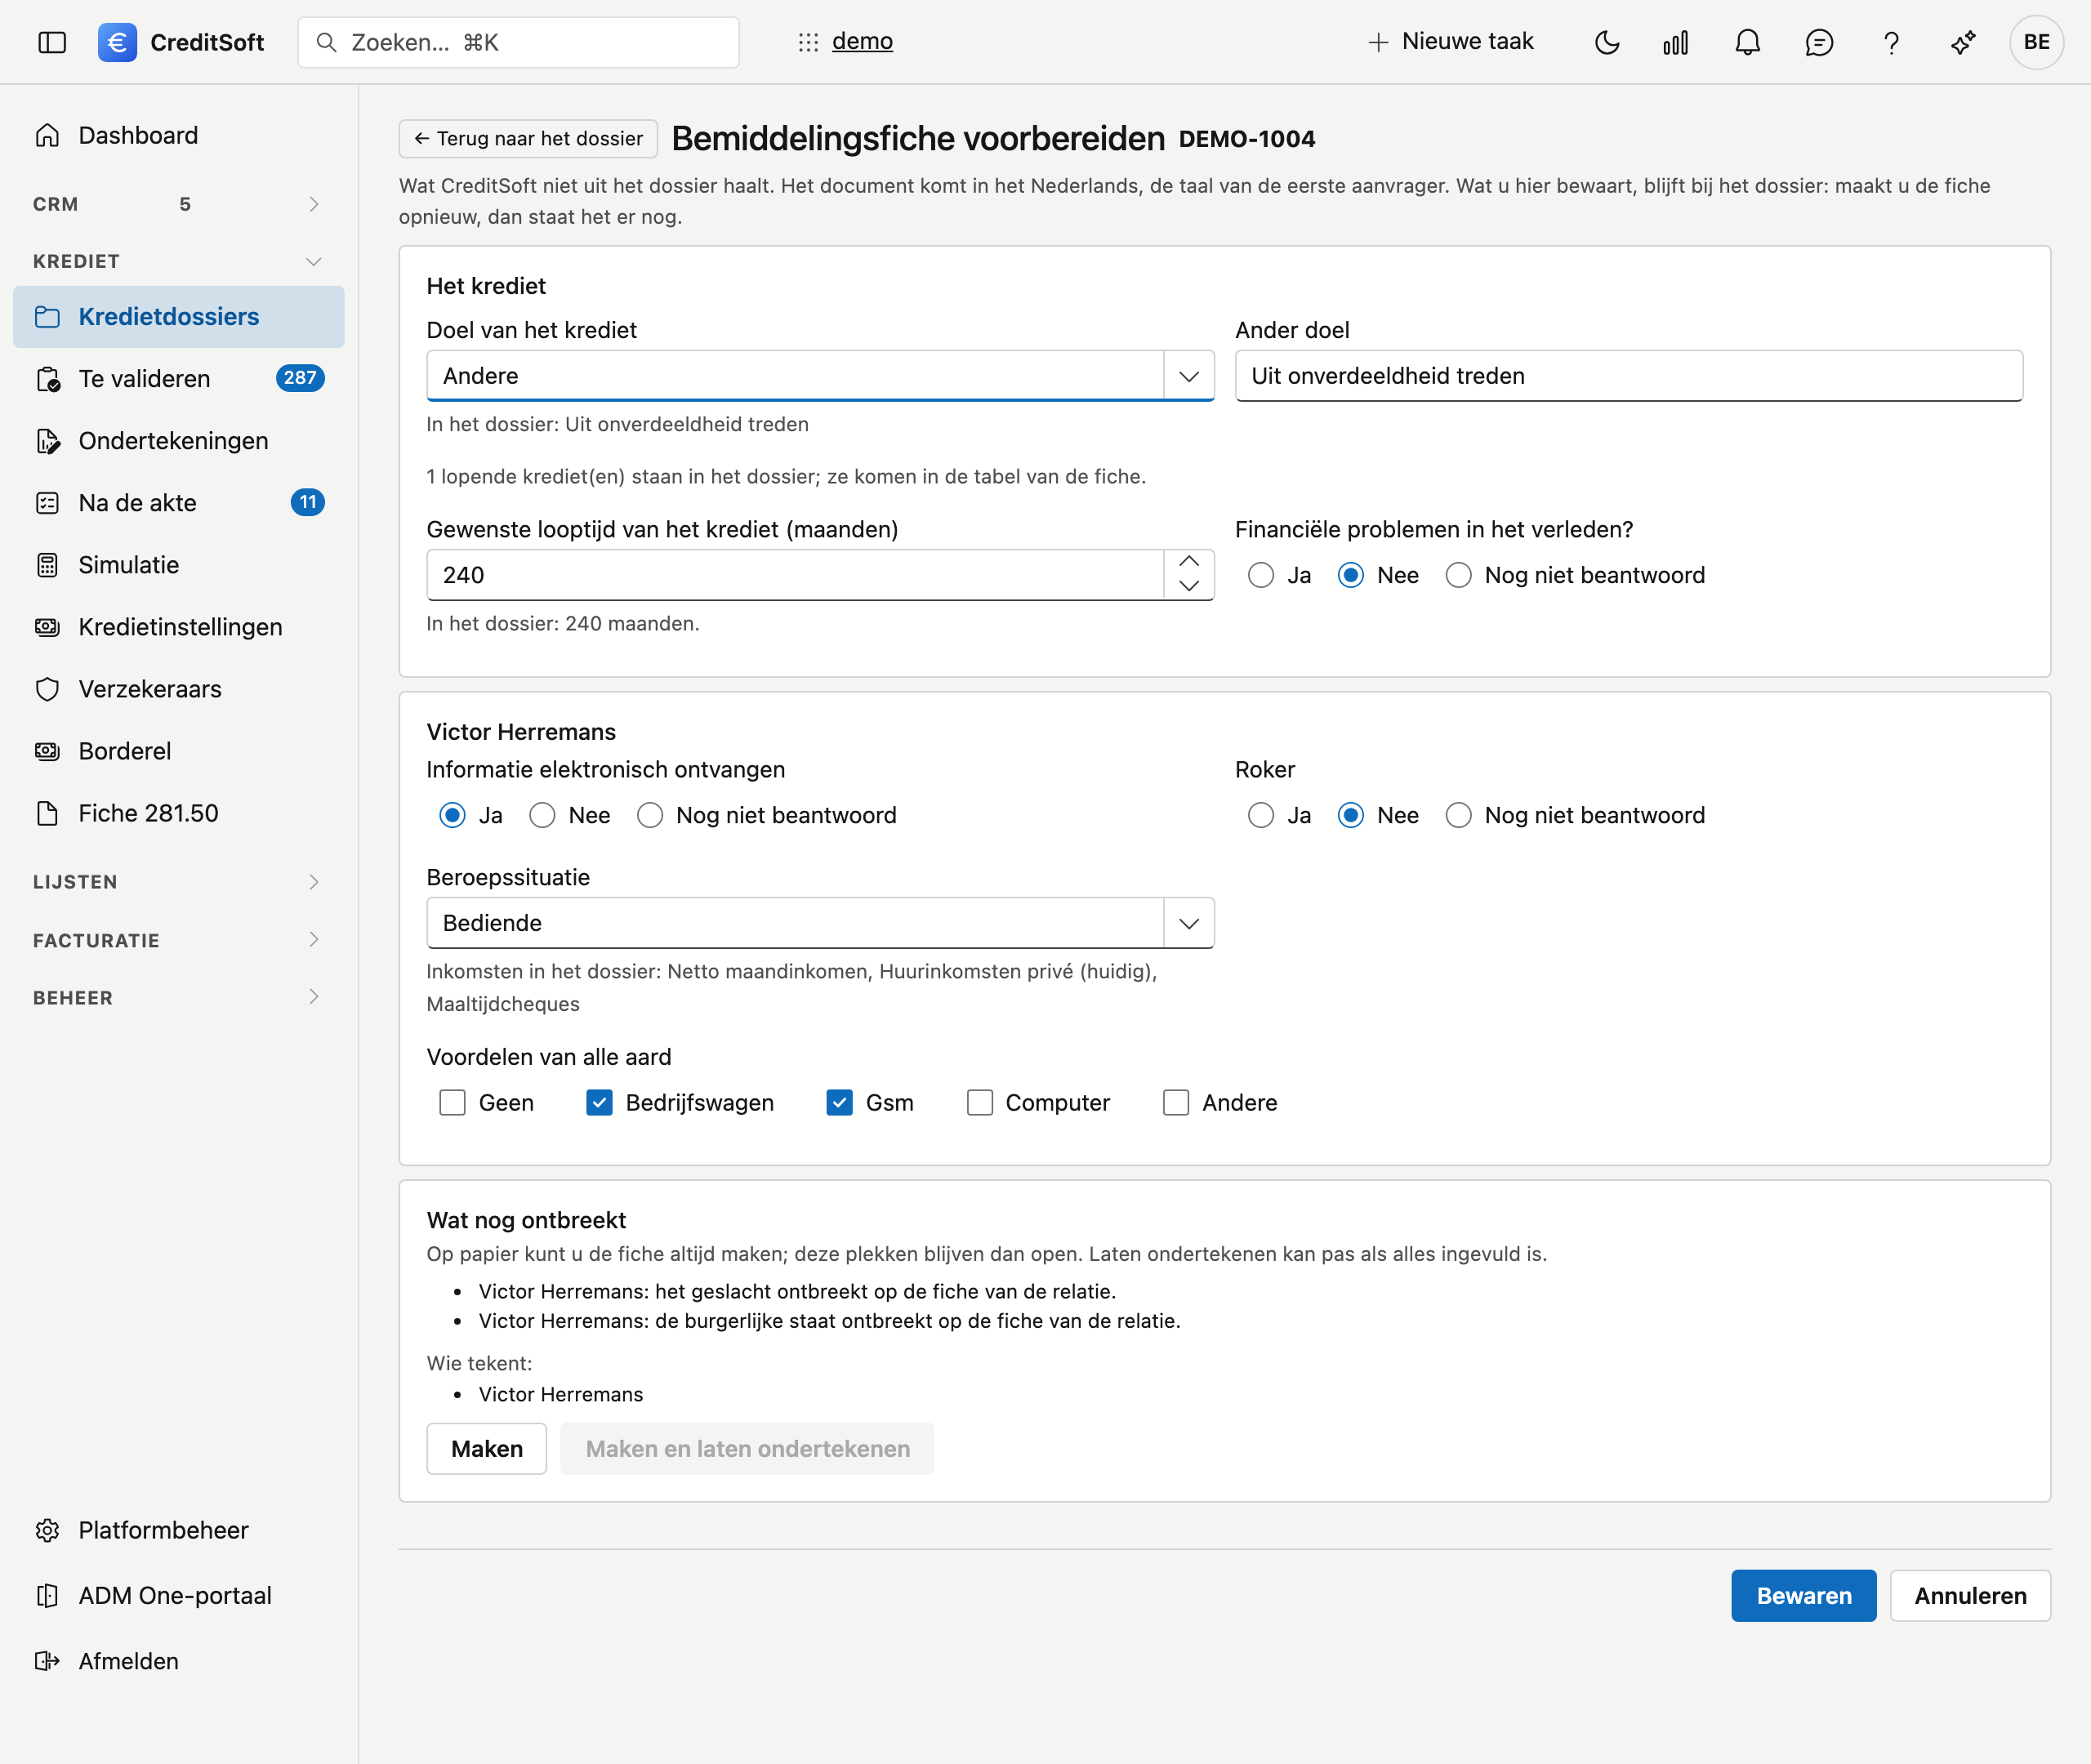 CreditSoft
Zoeken... ⌘K
demo
Nieuwe taak
BE
Dashboard
CRM 5
KREDIET
Kredietdossiers
Te valideren 287
Ondertekeningen
Na de akte 11
Simulatie
Kredietinstellingen
Verzekeraars
Borderel
Fiche 281.50
LIJSTEN
FACTURATIE
BEHEER
Platformbeheer
ADM One-portaal
Afmelden
← Terug naar het dossier Bemiddelingsfiche voorbereiden DEMO-1004
Wat CreditSoft niet uit het dossier haalt. Het document komt in het Nederlands, de taal van de eerste aanvrager. Wat u hier bewaart, blijft bij het dossier: maakt u de fiche
opnieuw, dan staat het er nog.
Het krediet
Doel van het krediet
Andere
In het dossier: Uit onverdeeldheid treden
Ander doel
Uit onverdeeldheid treden
1 lopende krediet(en) staan in het dossier; ze komen in de tabel van de fiche.
Gewenste looptijd van het krediet (maanden)
240
In het dossier: 240 maanden.
Financiële problemen in het verleden?
Ja Nee Nog niet beantwoord
Victor Herremans
Informatie elektronisch ontvangen
Ja Nee Nog niet beantwoord
Roker
Ja Nee Nog niet beantwoord
Beroepssituatie
Bediende
Inkomsten in het dossier: Netto maandinkomen, Huurinkomsten privé (huidig),
Maaltijdcheques
Voordelen van alle aard
Geen Bedrijfswagen Gsm Computer Andere
Wat nog ontbreekt
Op papier kunt u de fiche altijd maken; deze plekken blijven dan open. Laten ondertekenen kan pas als alles ingevuld is.
• Victor Herremans: het geslacht ontbreekt op de fiche van de relatie.
• Victor Herremans: de burgerlijke staat ontbreekt op de fiche van de relatie.
Wie tekent:
• Victor Herremans
Maken Maken en laten ondertekenen
Bewaren Annuleren